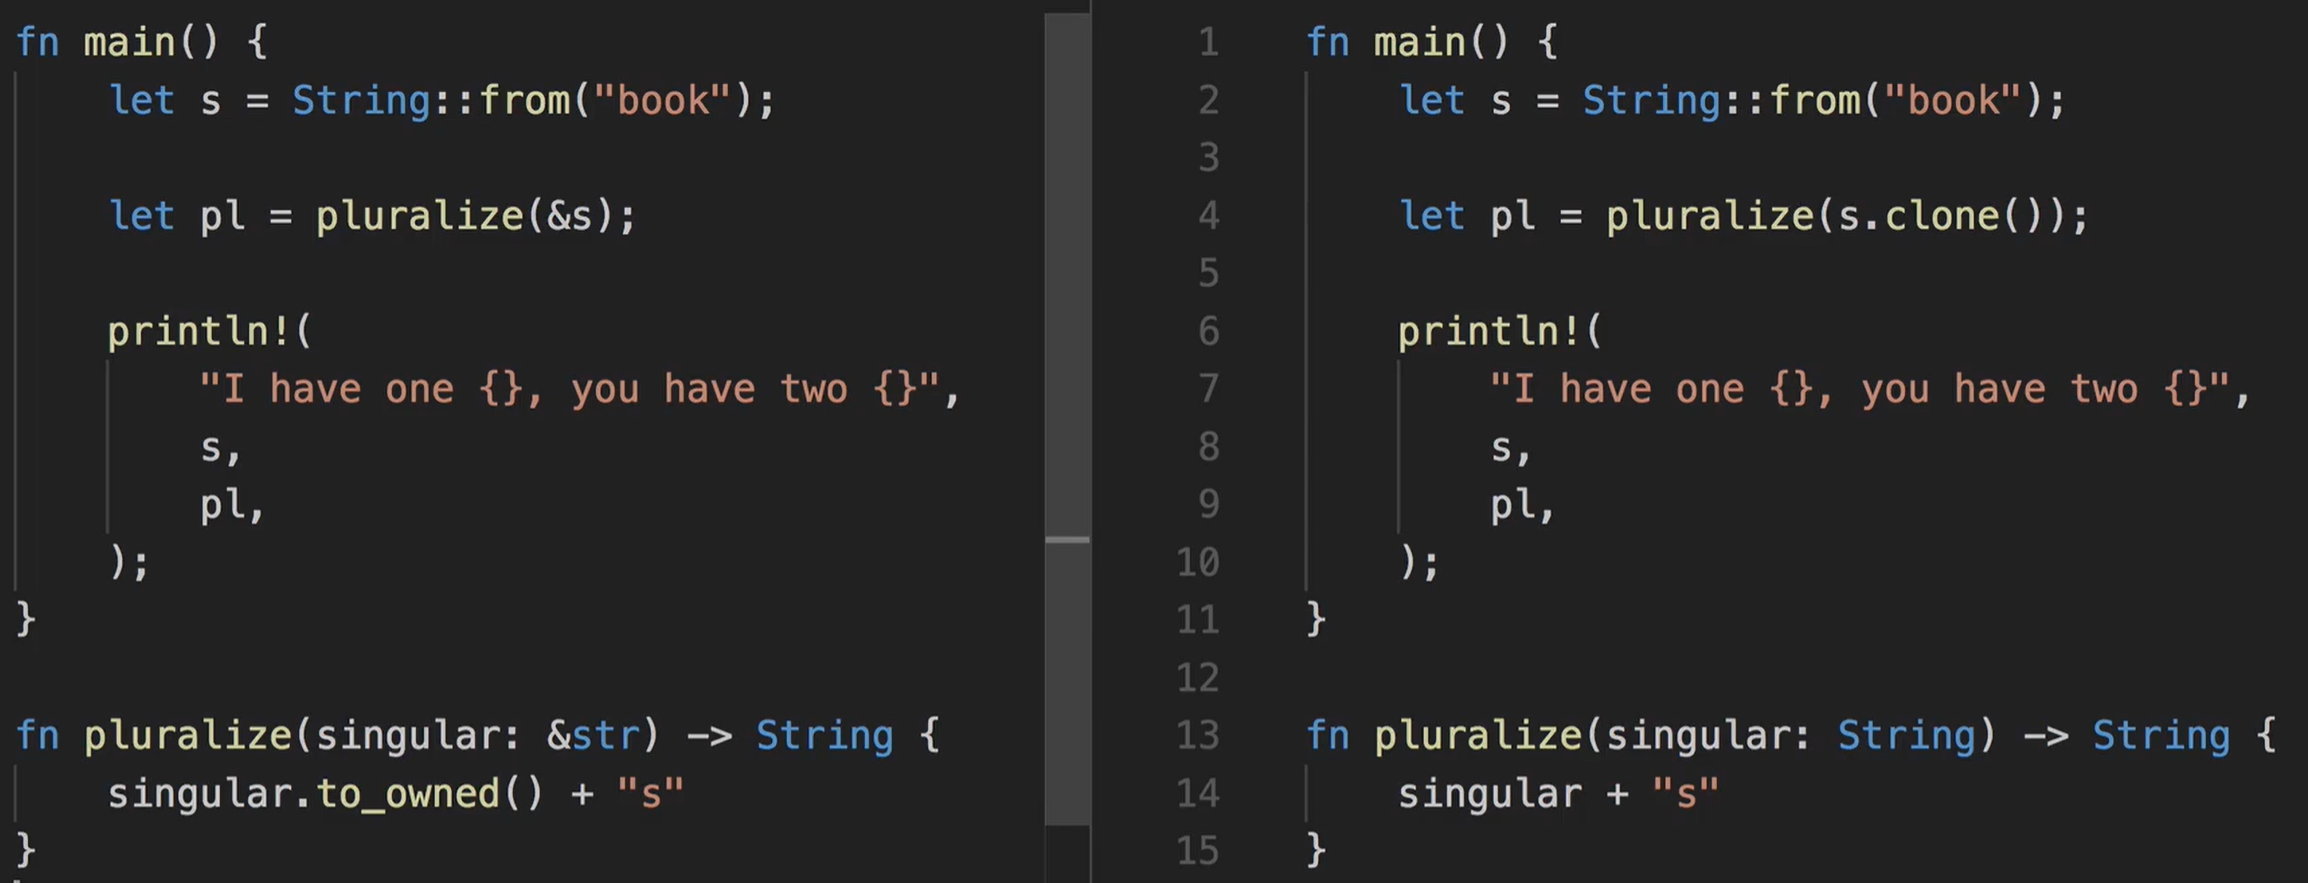 fn main() {
    let s = String::from("book");

    let pl = pluralize(&s);

    println!(
        "I have one {}, you have two {}",
        s,
        pl,
    );
}

fn pluralize(singular: &str) -> String {
    singular.to_owned() + "s"
}

1 fn main() {
2     let s = String::from("book");
3
4     let pl = pluralize(s.clone());
5
6     println!(
7         "I have one {}, you have two {}",
8         s,
9         pl,
10     );
11 }
12
13 fn pluralize(singular: String) -> String {
14     singular + "s"
15 }